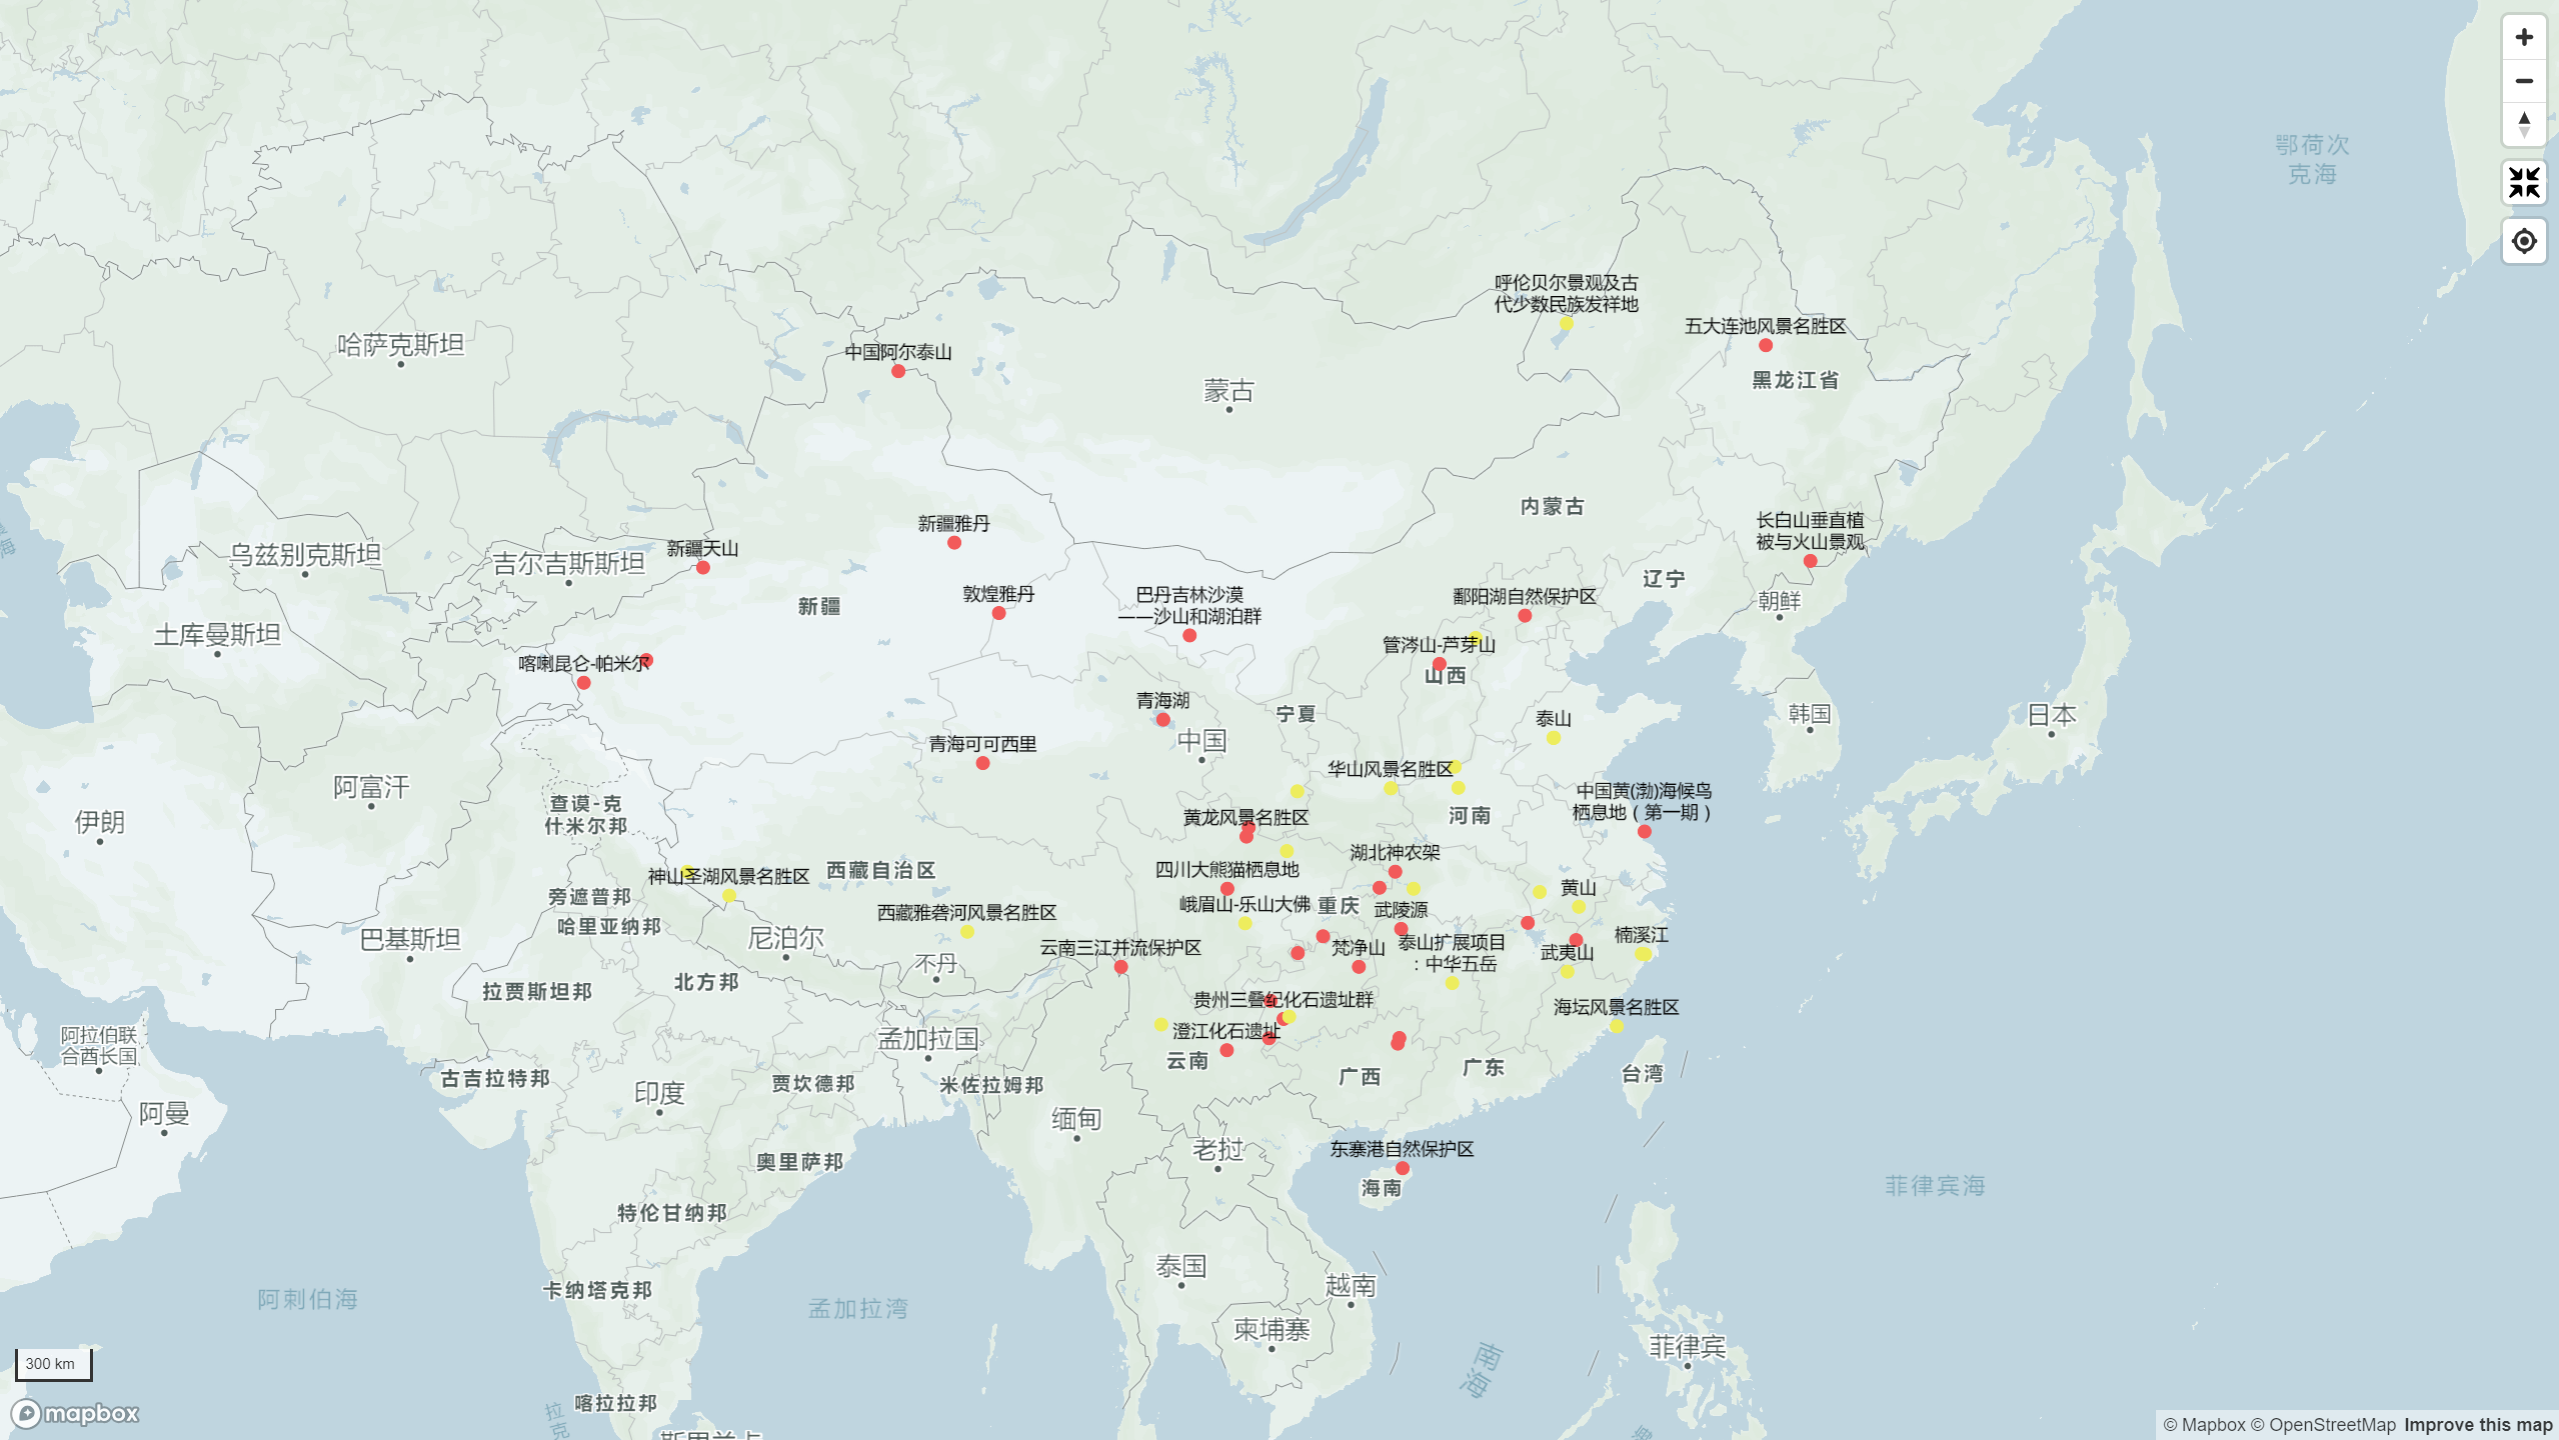 鄂荷次
克海
呼伦贝尔景观及古
代少数民族发祥地
五大连池风景名胜区
哈萨克斯坦
中国阿尔泰山
黑龙江省
蒙古
内蒙古
新疆雅丹
长白山垂直植
被与火山景观
新疆天山
乌兹别克斯坦
吉尔吉斯斯坦
辽宁
敦煌雅丹
巴丹吉林沙漠
——沙山和湖泊群
鄱阳湖自然保护区
朝鲜
新疆
土库曼斯坦
管涔山-芦芽山
喀喇昆仑-帕米尔
山西
青海湖
宁夏
泰山
韩国
日本
中国
青海可可西里
华山风景名胜区
阿富汗
中国黄(渤)海候鸟
栖息地（第一期）
查谟-克
什米尔邦
伊朗
黄龙风景名胜区
河南
湖北神农架
四川大熊猫栖息地
西藏自治区
神山圣湖风景名胜区
黄山
旁遮普邦
峨眉山-乐山大佛
重庆
武陵源
西藏雅砻河风景名胜区
哈里亚纳邦
楠溪江
巴基斯坦
尼泊尔
云南三江并流保护区
梵净山
泰山扩展项目
：中华五岳
武夷山
不丹
北方邦
拉贾斯坦邦
贵州三叠纪化石遗址群
海坛风景名胜区
阿拉伯联
合酋长国
孟加拉国
澄江化石遗址
云南
广东
台湾
古吉拉特邦
印度
贾坎德邦
米佐拉姆邦
广西
阿曼
缅甸
老挝
东寨港自然保护区
奥里萨邦
海南
菲律宾海
特伦甘纳邦
泰国
越南
卡纳塔克邦
阿刺伯海
孟加拉湾
柬埔寨
菲律宾
南
海
300 km
喀拉拉邦
mapbox
© Mapbox © OpenStreetMap Improve this map